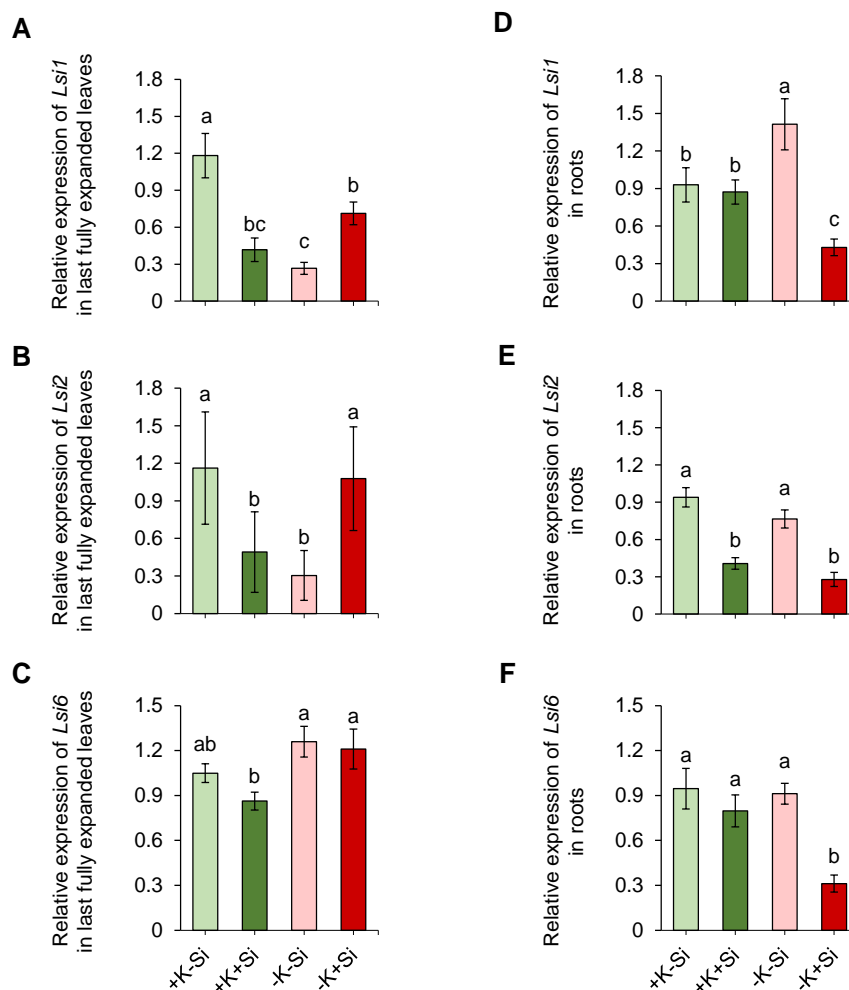 A
Relative expression of Lsi1
in last fully expanded leaves
1.8
1.5
1.2
0.9
0.6
0.3
0
a
bc
c
b
D
Relative expression of Lsi1
in roots
1.8
1.5
1.2
0.9
0.6
0.3
0
b
b
a
c
B
Relative expression of Lsi2
in last fully expanded leaves
1.8
1.5
1.2
0.9
0.6
0.3
0
a
b
b
a
E
Relative expression of Lsi2
in roots
1.8
1.5
1.2
0.9
0.6
0.3
0
a
b
a
b
C
Relative expression of Lsi6
in last fully expanded leaves
1.5
1.2
0.9
0.6
0.3
0
ab
b
a
a
+K-Si
+K+Si
-K-Si
-K+Si
F
Relative expression of Lsi6
in roots
1.5
1.2
0.9
0.6
0.3
0
a
a
a
b
+K-Si
+K+Si
-K-Si
-K+Si